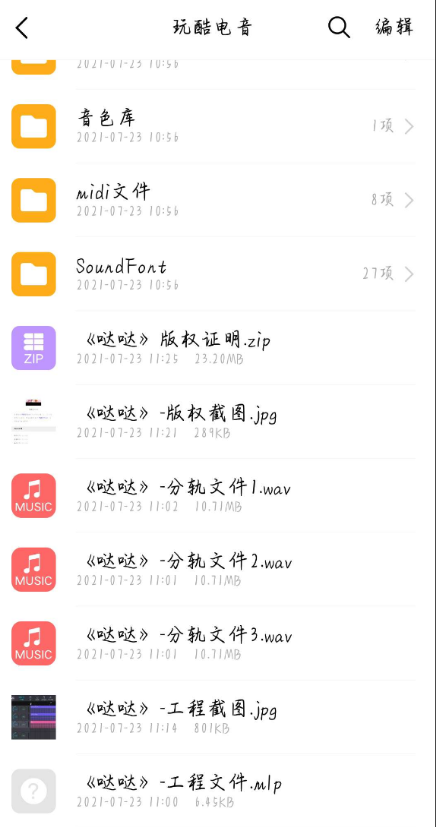 玩酷电音
编辑
2021-07-23 10:56
音色库
2021-07-23 10:56
1项
midi文件
2021-07-23 10:56
8项
SoundFont
2021-07-23 10:56
27项
《哒哒》版权证明.zip
ZIP
2021-07-23 11:25 23.20MB
《哒哒》-版权截图.jpg
2021-07-23 11:21 289KB
《哒哒》-分轨文件1.wav
MUSIC
2021-07-23 11:02 10.71MB
《哒哒》-分轨文件2.wav
MUSIC
2021-07-23 11:01 10.71MB
《哒哒》-分轨文件3.wav
MUSIC
2021-07-23 11:01 10.71MB
《哒哒》-工程截图.jpg
2021-07-23 11:14 801KB
《哒哒》-工程文件.mlp
?
2021-07-23 11:00 6.45KB